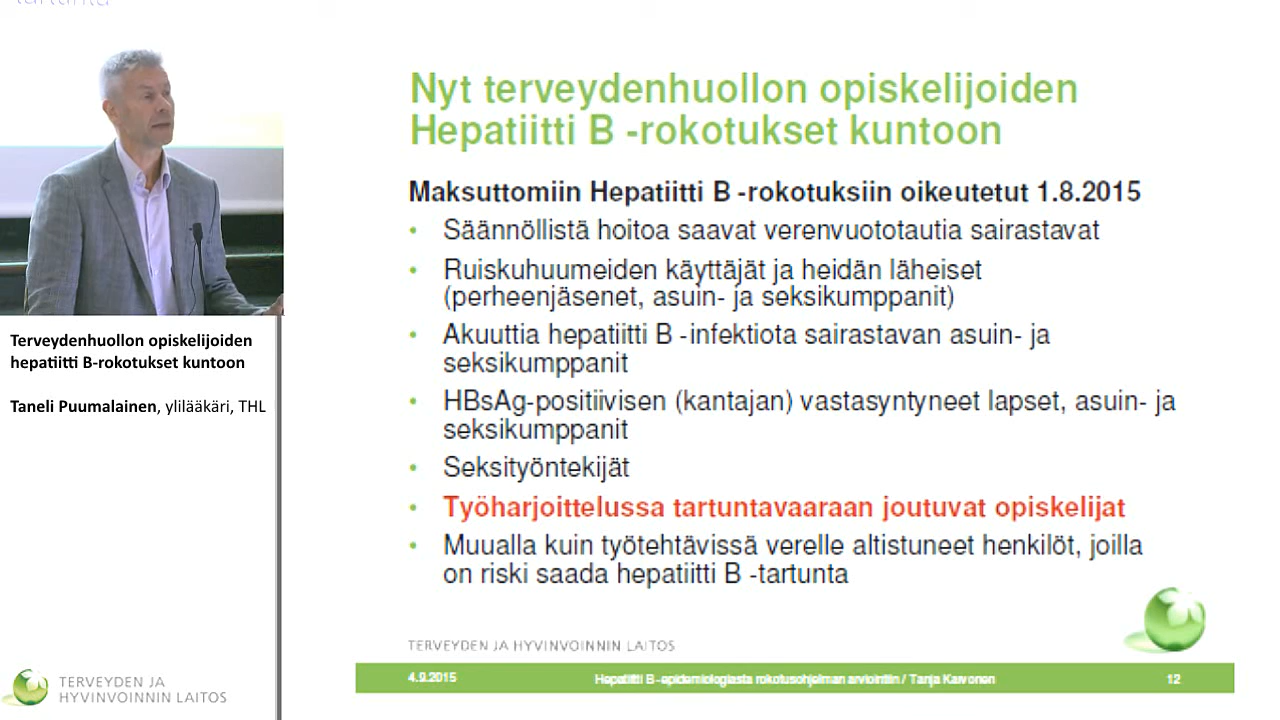 Nyt terveydenhuollon opiskelijoiden
Hepatiitti B -rokotukset kuntoon
Maksuttomiin Hepatiitti B -rokotuksiin oikeutetut 1.8.2015
• Säännöllistä hoitoa saavat verenvuototautia sairastavat
• Ruiskuhuumeiden käyttäjät ja heidän läheiset
(perheenjäsenet, asuin- ja seksikumppanit)
• Akuuttia hepatiitti B -infektiota sairastavan asuin- ja
seksikumppanit
• HBsAg-positiivisen (kantajan) vastasyntyneet lapset, asuin- ja
seksikumppanit
• Seksityöntekijät
• Työharjoittelussa tartuntavaaraan joutuvat opiskelijat
• Muualla kuin työtehtävissä verelle altistuneet henkilöt, joilla
on riski saada hepatiitti B -tartunta
TERVEYDEN JA HYVINVOINNIN LAITOS
4.9.2015
Hepatiitti B -epidemiologiasta rokotusohjelman arviointiin / Tanja Karvonen
12
Terveydenhuollon opiskelijoiden
hepatiitti B-rokotukset kuntoon
Taneli Puumalainen, ylilääkäri, THL
TERVEYDEN JA
HYVINVOINNIN LAITOS